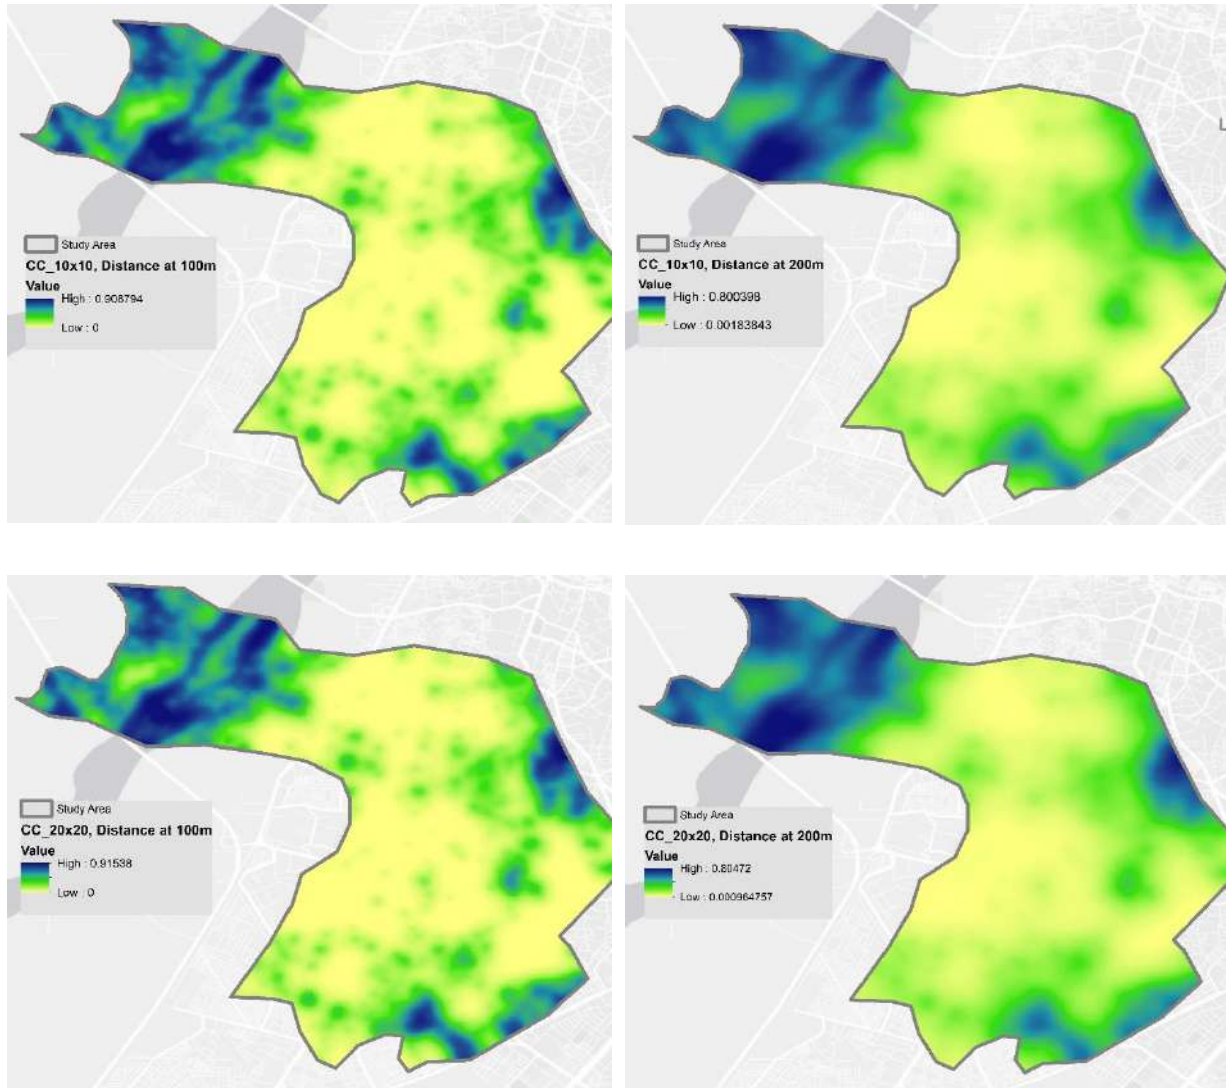 L
Study Area
CC_10x10, Distance at 100m
Value
High : 0.908794
Low : 0
Study Area
CC_10x10, Distance at 200m
Value
High : 0.800398
Low : 0.00183843
Study Area
CC_20x20, Distance at 100m
Value
High : 0.91538
Low : 0
Study Area
CC_20x20, Distance at 200m
Value
High : 0.80472
Low : 0.000964757